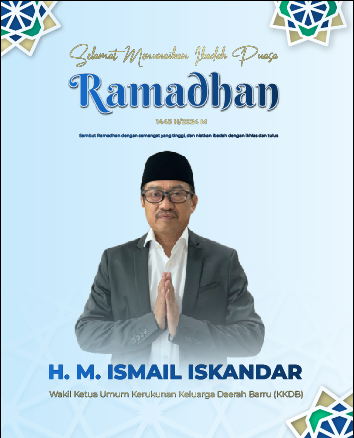 Selamat Menunaikan Ibadah Puasa
Ramadhan
1445 H/2024 M
Sambut Ramadhan dengan semangat yang tinggi, dan niatkan ibadah dengan ikhlas dan tulus
H. M. ISMAIL ISKANDAR
Wakil Ketua Umum Kerukunan Keluarga Daerah Barru (KKDB)